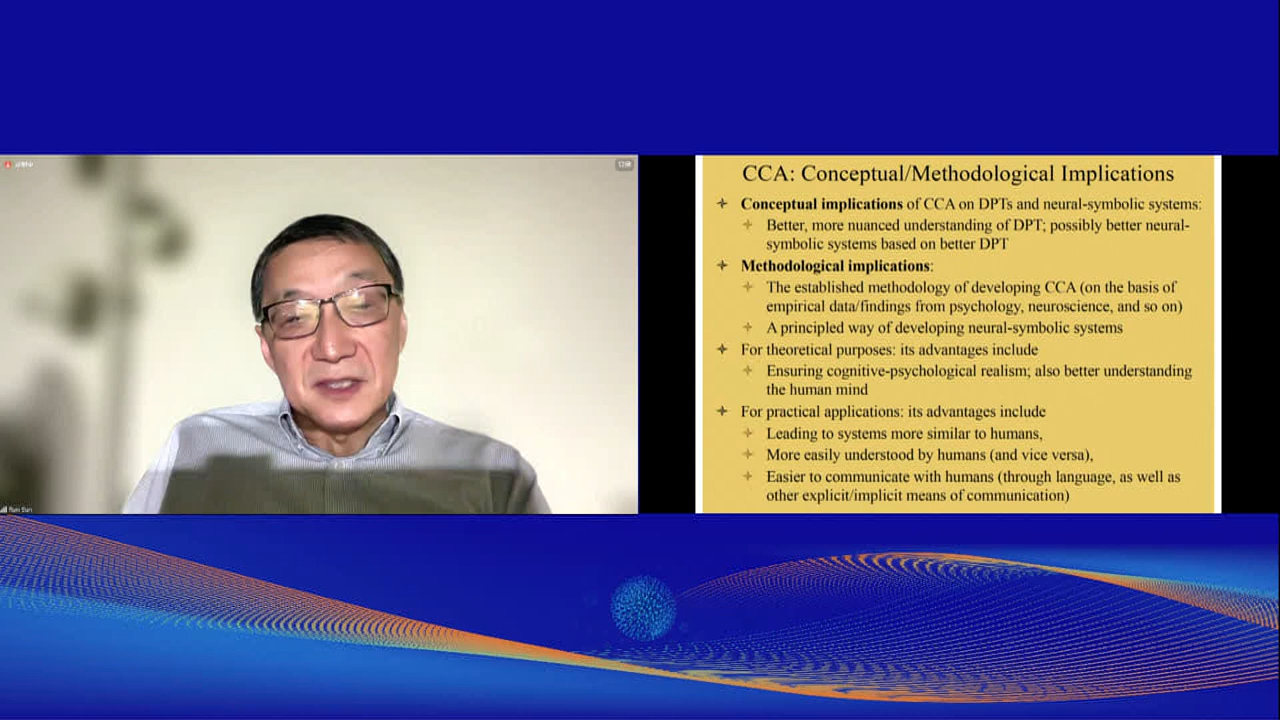 CCA: Conceptual/Methodological Implications
Conceptual implications of CCA on DPTs and neural-symbolic systems:
Better, more nuanced understanding of DPT; possibly better neural-
symbolic systems based on better DPT
Methodological implications:
The established methodology of developing CCA (on the basis of
empirical data/findings from psychology, neuroscience, and so on)
A principled way of developing neural-symbolic systems
For theoretical purposes: its advantages include
Ensuring cognitive-psychological realism; also better understanding
the human mind
For practical applications: its advantages include
Leading to systems more similar to humans,
More easily understood by humans (and vice versa),
Easier to communicate with humans (through language, as well as
other explicit/implicit means of communication)